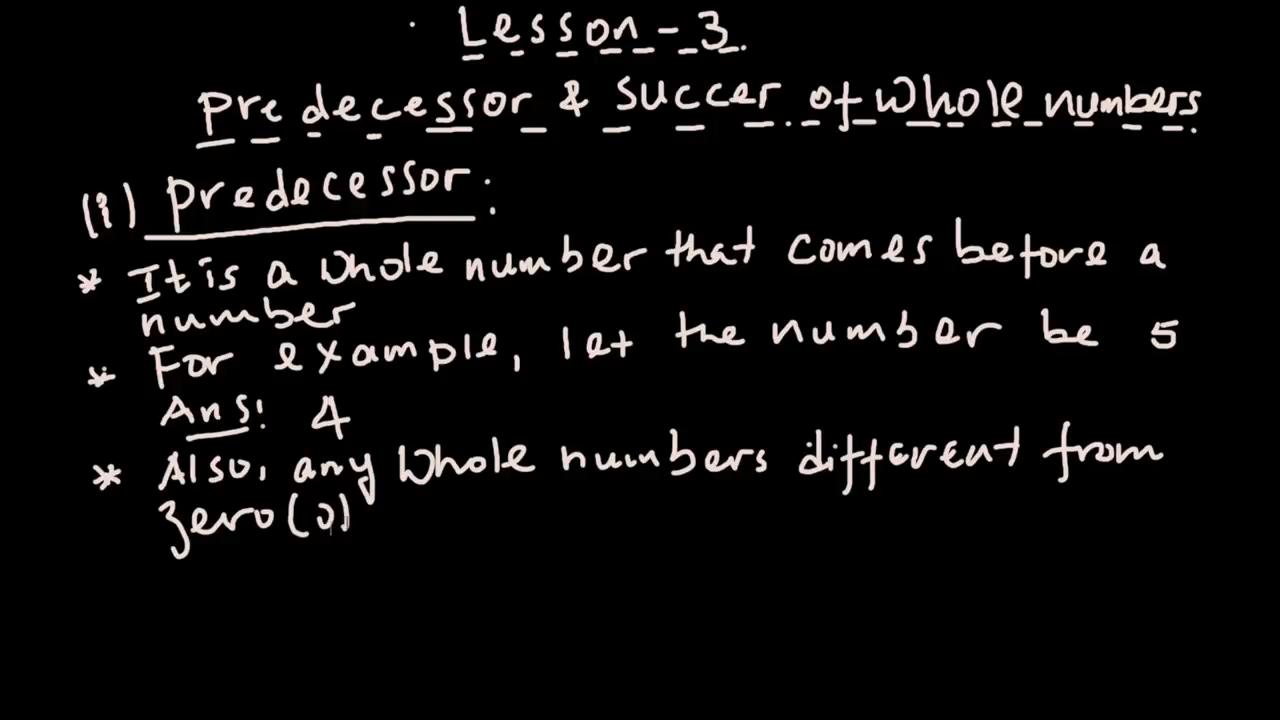 Lesson-3.
Predecessor & succer of whole numbers
(i) Predecessor:
* It is a whole number that comes before a
number
* For example, let the number be 5
Ans: 4
* Also, any whole numbers different from
zero(0)